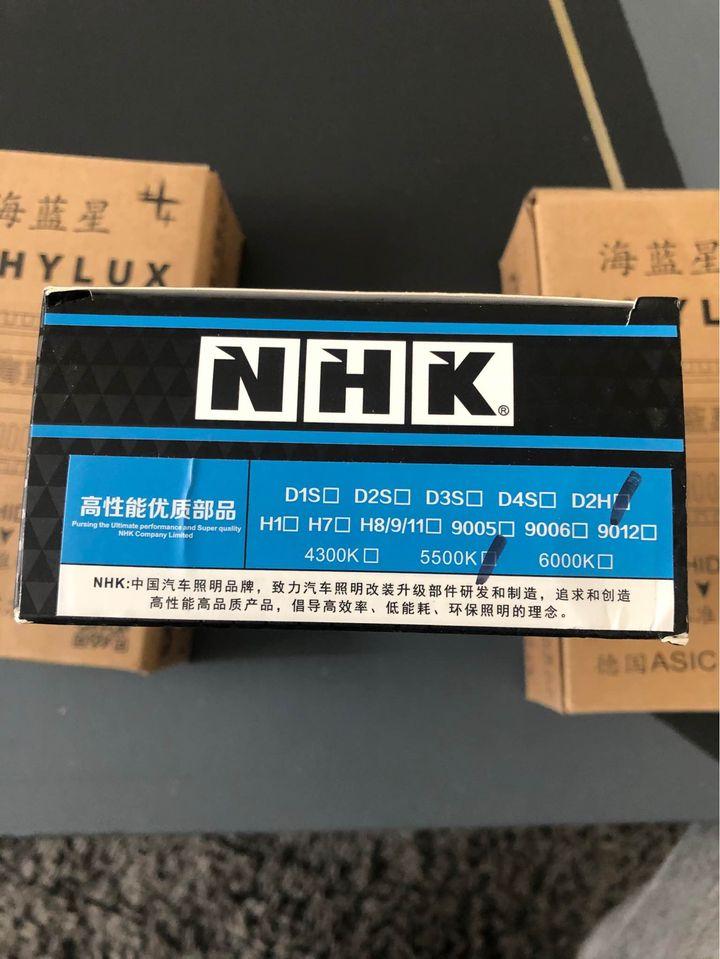 海蓝星
HYLUX
海蓝星
NHK®
高性能优质部品
Pursing the Ultimate performance and Super quality
NHK Company Limited
D1S□ D2S□ D3S□ D4S□ D2H□
H1□ H7□ H8/9/11□ 9005□ 9006□ 9012□
4300K□ 5500K□ 6000K□
NHK:中国汽车照明品牌，致力汽车照明改装升级部件研发和制造，追求和创造
高性能高品质产品，倡导高效率、低能耗、环保照明的理念。
德国ASIC